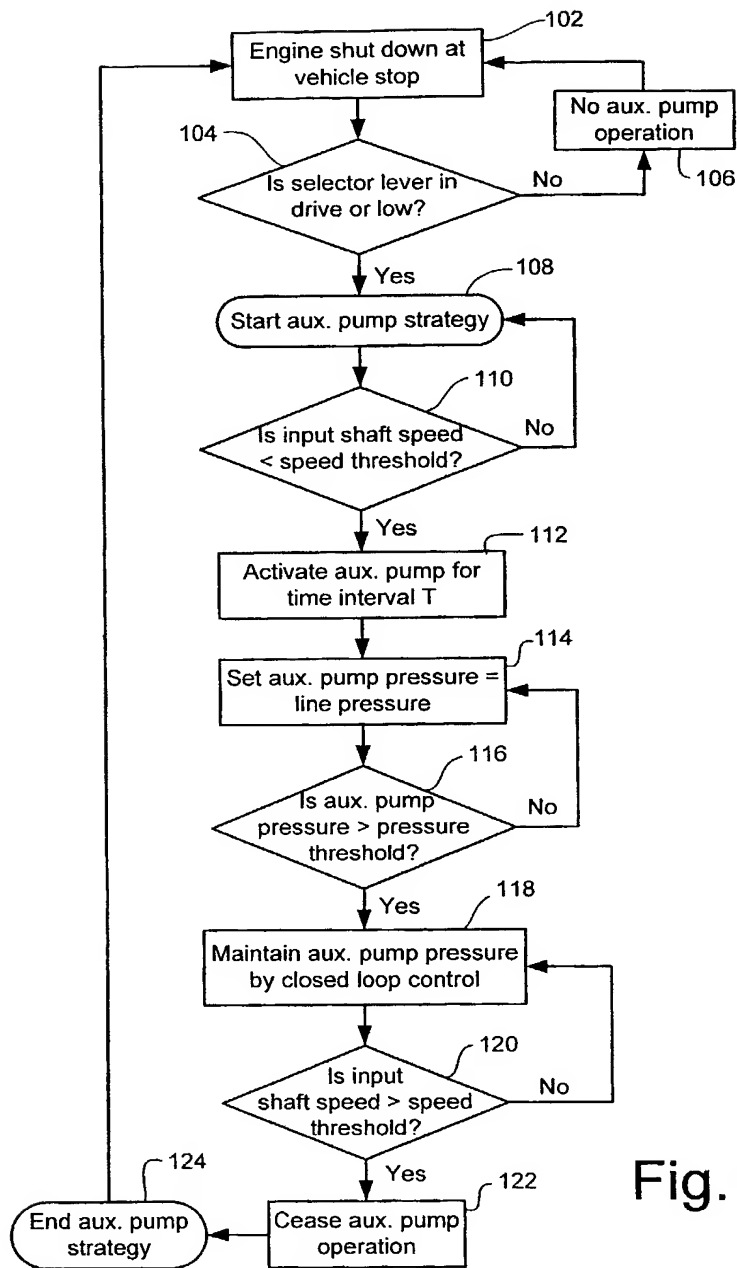 102
Engine shut down at
vehicle stop
No aux. pump
operation
106
104
Is selector lever in
drive or low?
No
Yes
108
Start aux. pump strategy
110
Is input shaft speed
< speed threshold?
No
Yes
112
Activate aux. pump for
time interval T
114
Set aux. pump pressure =
line pressure
116
Is aux. pump
pressure > pressure
threshold?
No
Yes
118
Maintain aux. pump pressure
by closed loop control
120
Is input
shaft speed > speed
threshold?
No
Yes
122
Cease aux. pump
operation
124
End aux. pump
strategy
Fig.